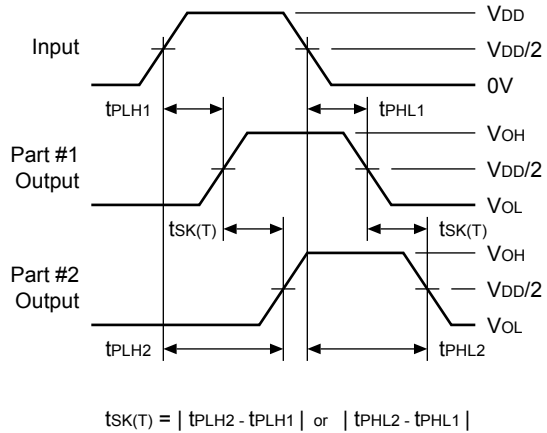 VDD
Input
VDD/2
0V
tPLH1
tPHL1
VOH
Part #1
Output
VDD/2
VOL
tSK(T)
tSK(T)
VOH
Part #2
Output
VDD/2
VOL
tPLH2
tPHL2
tSK(T) = | tPLH2 - tPLH1 | or | tPHL2 - tPHL1 |